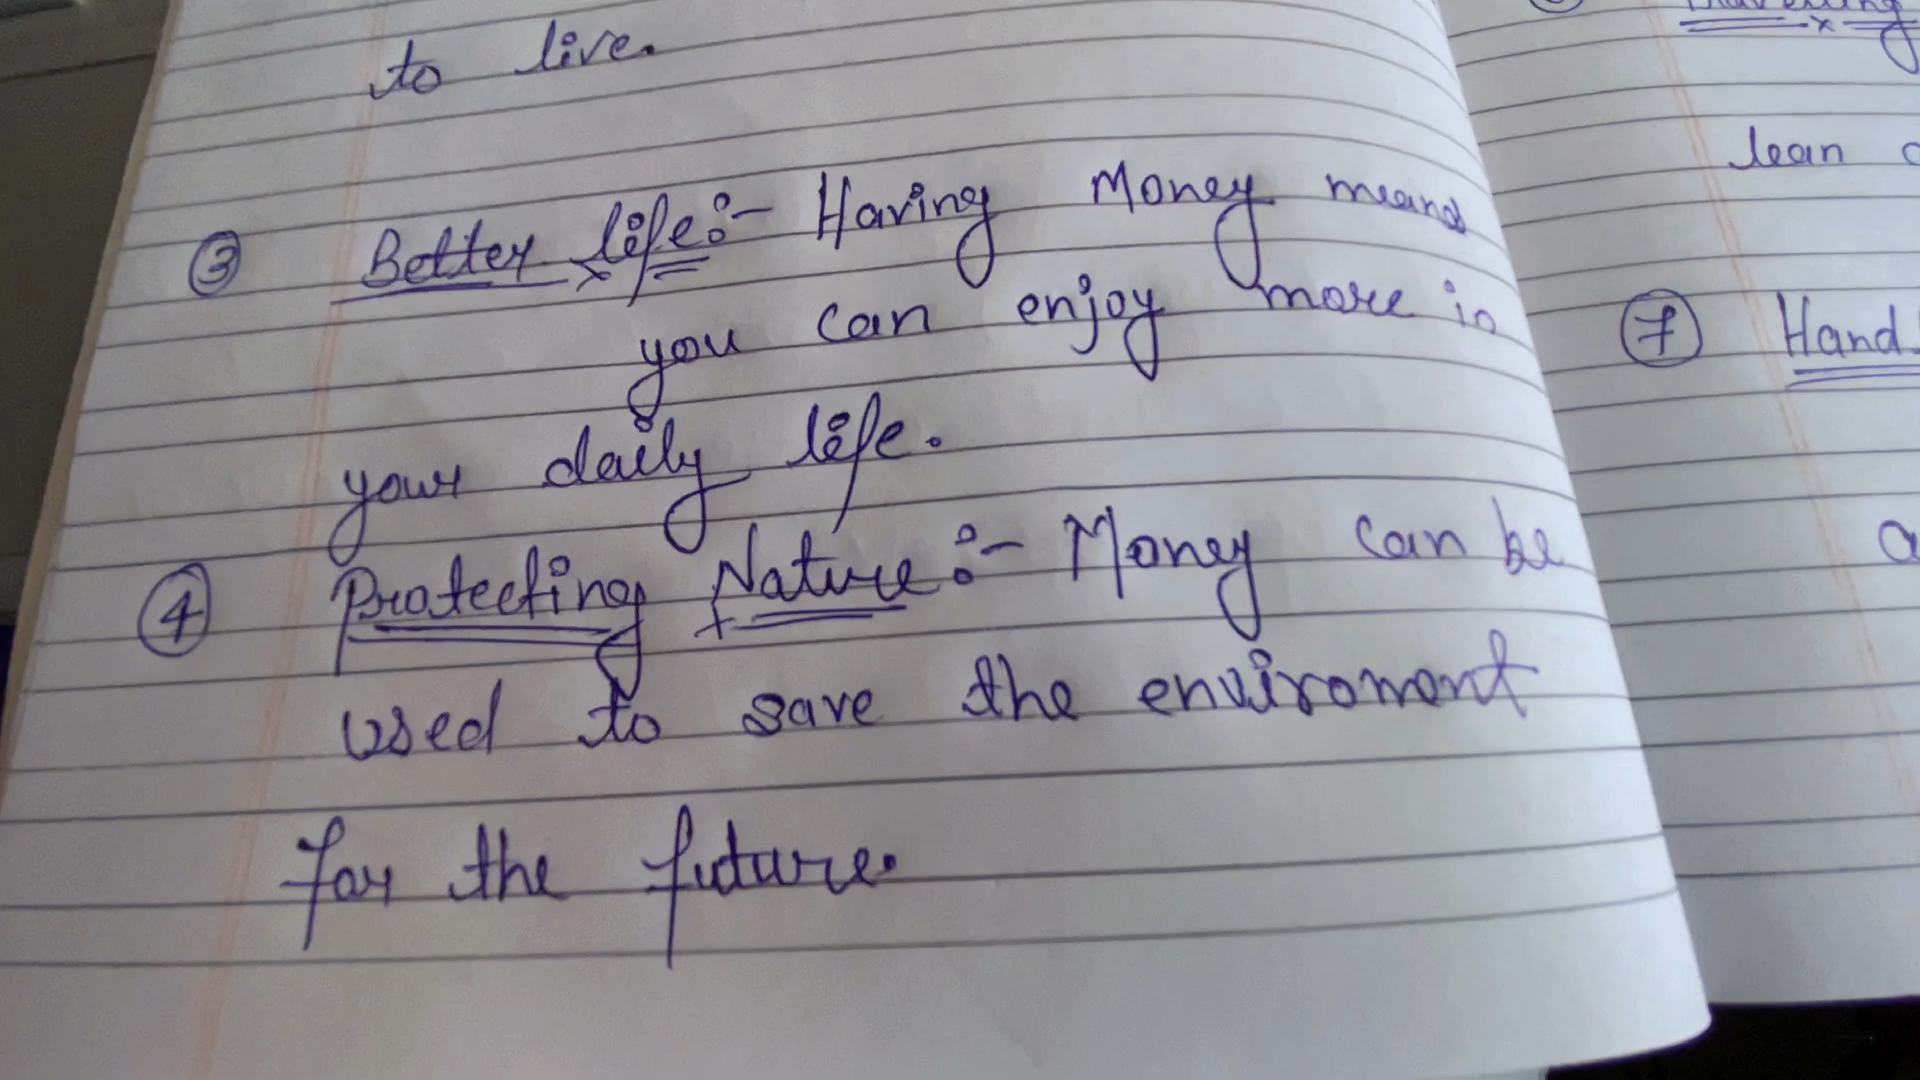 to live.
③ Better life:- Having Money means
you can enjoy more in
your daily life.
④ Protecting Nature:- Money can be
used to save the enviroment
for the future.
lean
⑦ Hand